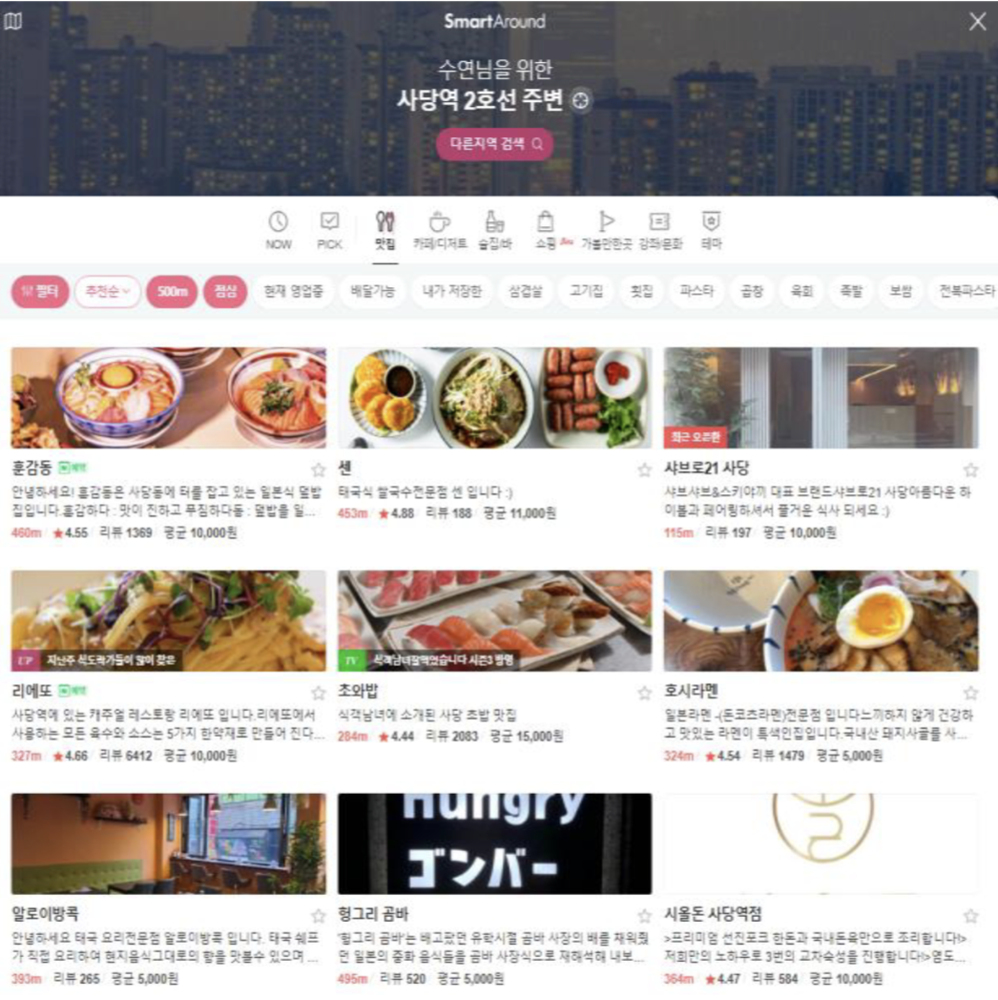 SmartAround
수연님을 위한
사당역 2호선 주변
다른지역 검색
NOW PICK 맛집 카페/디저트 술집/바 쇼핑 Beta 가볼만한곳 강좌/문화 테마
필터 추천순 500m 점심 현재 영업중 배달가능 내가 저장한 삼겹살 고기집 횟집 파스타 곱창 육회 족발 보쌈 전복파스타
최근 오픈한
훈감동 예약
센
샤브로21 사당
안녕하세요! 훈감동은 사당동에 터를 잡고 있는 일본식 덮밥
집입니다.훈감하다 : 맛이 진하고 푸짐하다동 : 덮밥을 일...
460m ★4.55 리뷰 1369 평균 10,000원
태국식 쌀국수전문점 센 입니다 :)
453m ★4.88 리뷰 188 평균 11,000원
샤브샤브&스키야끼 대표 브랜드샤브로21 사당아름다운 하
이볼과 페어링하셔서 즐거운 식사 되세요 :)
115m 리뷰 197 평균 10,000원
UP 지난주 식도락가들이 많이 찾은
TV 식객남녀잘먹었습니다 시즌3 방영
리에또 예약
초와밥
호시라멘
사당역에 있는 캐주얼 레스토랑 리에또 입니다.리에또에서
사용하는 모든 육수와 소스는 5가지 한약재로 만들어 진다...
327m ★4.66 리뷰 6412 평균 10,000원
식객남녀에 소개된 사당 초밥 맛집
284m ★4.44 리뷰 2083 평균 15,000원
일본라멘 -(돈코츠라멘)전문점 입니다느끼하지 않게 건강하
고 맛있는 라멘이 특색인집입니다.국내산 돼지사골를 사...
324m ★4.54 리뷰 1479 평균 5,000원
Hungry
ゴンバー
알로이방콕
헝그리 곰바
시올돈 사당역점
안녕하세요 태국 요리전문점 알로이방콕 입니다. 태국 쉐프
가 직접 요리하여 현지음식그대로의 향을 맛볼수 있으며 ...
393m 리뷰 265 평균 5,000원
'헝그리 곰바'는 배고팠던 유학시절 곰바 사장의 배를 채워줬
던 일본의 중화 음식들을 곰바 사장식으로 재해석해 내보...
495m 리뷰 520 평균 5,000원
>프리미엄 선진포크 한돈과 국내돈육만으로 조리합니다!>
저희만의 노하우로 3번의 교차숙성을 진행합니다!>염도...
364m ★4.47 리뷰 584 평균 10,000원